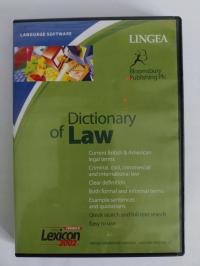 LANGUAGE SOFTWARE
LINGEA
Bloomsbury
Publishing Plc
Dictionary
of Law
Current British & American
legal terms
Criminal, civil, commercial
and international law
Clear definition
Both formal and informal terms
Example sentences
and quotations
Quick search and full text search
Easy to use
Lexicon
2002